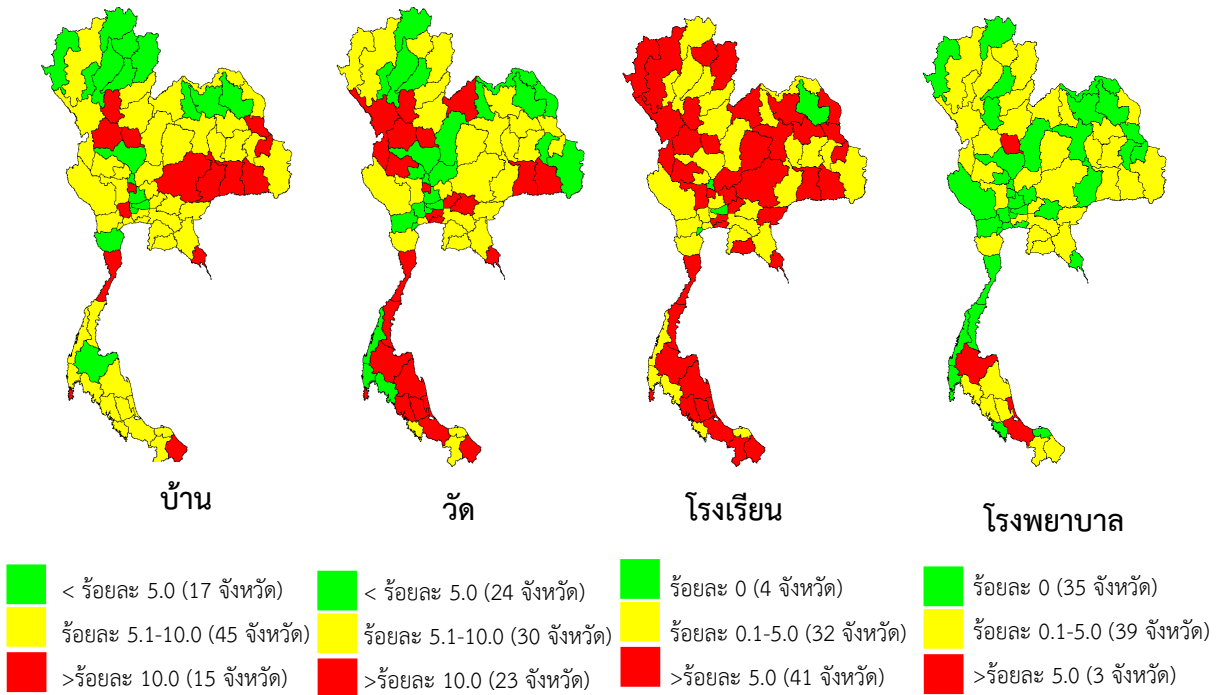 บ้าน
วัด
โรงเรียน
โรงพยาบาล
< ร้อยละ 5.0 (17 จังหวัด)
ร้อยละ 5.1-10.0 (45 จังหวัด)
>ร้อยละ 10.0 (15 จังหวัด)
< ร้อยละ 5.0 (24 จังหวัด)
ร้อยละ 5.1-10.0 (30 จังหวัด)
>ร้อยละ 10.0 (23 จังหวัด)
ร้อยละ 0 (4 จังหวัด)
ร้อยละ 0.1-5.0 (32 จังหวัด)
>ร้อยละ 5.0 (41 จังหวัด)
ร้อยละ 0 (35 จังหวัด)
ร้อยละ 0.1-5.0 (39 จังหวัด)
>ร้อยละ 5.0 (3 จังหวัด)